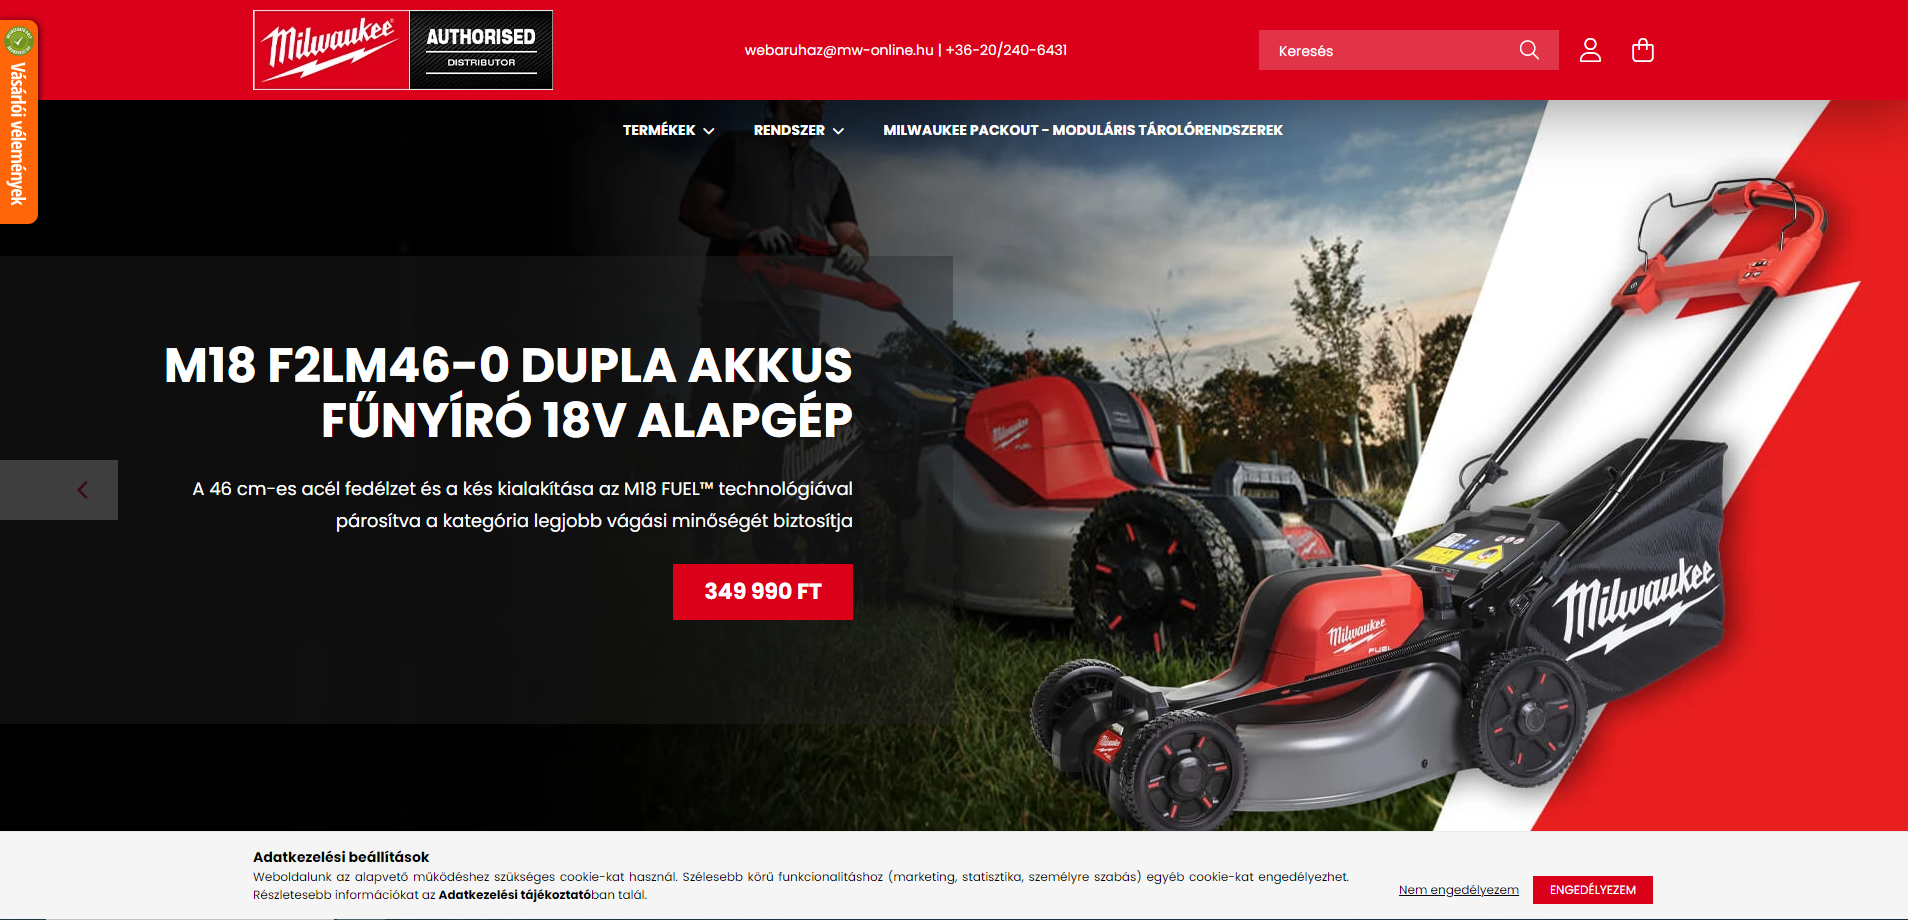 Milwaukee
AUTHORISED
DISTRIBUTOR
webaruhaz@mw-online.hu | +36-20/240-6431
Keresés
Vásárlói vélemények
TERMÉKEK
RENDSZER
MILWAUKEE PACKOUT - MODULÁRIS TÁROLÓRENDSZEREK
M18 F2LM46-0 DUPLA AKKUS
FŰNYÍRÓ 18V ALAPGÉP
A 46 cm-es acél fedélzet és a kés kialakítása az M18 FUEL™ technológiával
párosítva a kategória legjobb vágási minőségét biztosítja
349 990 FT
Milwaukee
Milwaukee
FUEL
Adatkezelési beállítások
Weboldalunk az alapvető működéshez szükséges cookie-kat használ. Szélesebb körű funkcionalitáshoz (marketing, statisztika, személyre szabás) egyéb cookie-kat engedélyezhet.
Részletesebb információkat az Adatkezelési tájékoztatóban talál.
Nem engedélyezem
ENGEDÉLYEZEM